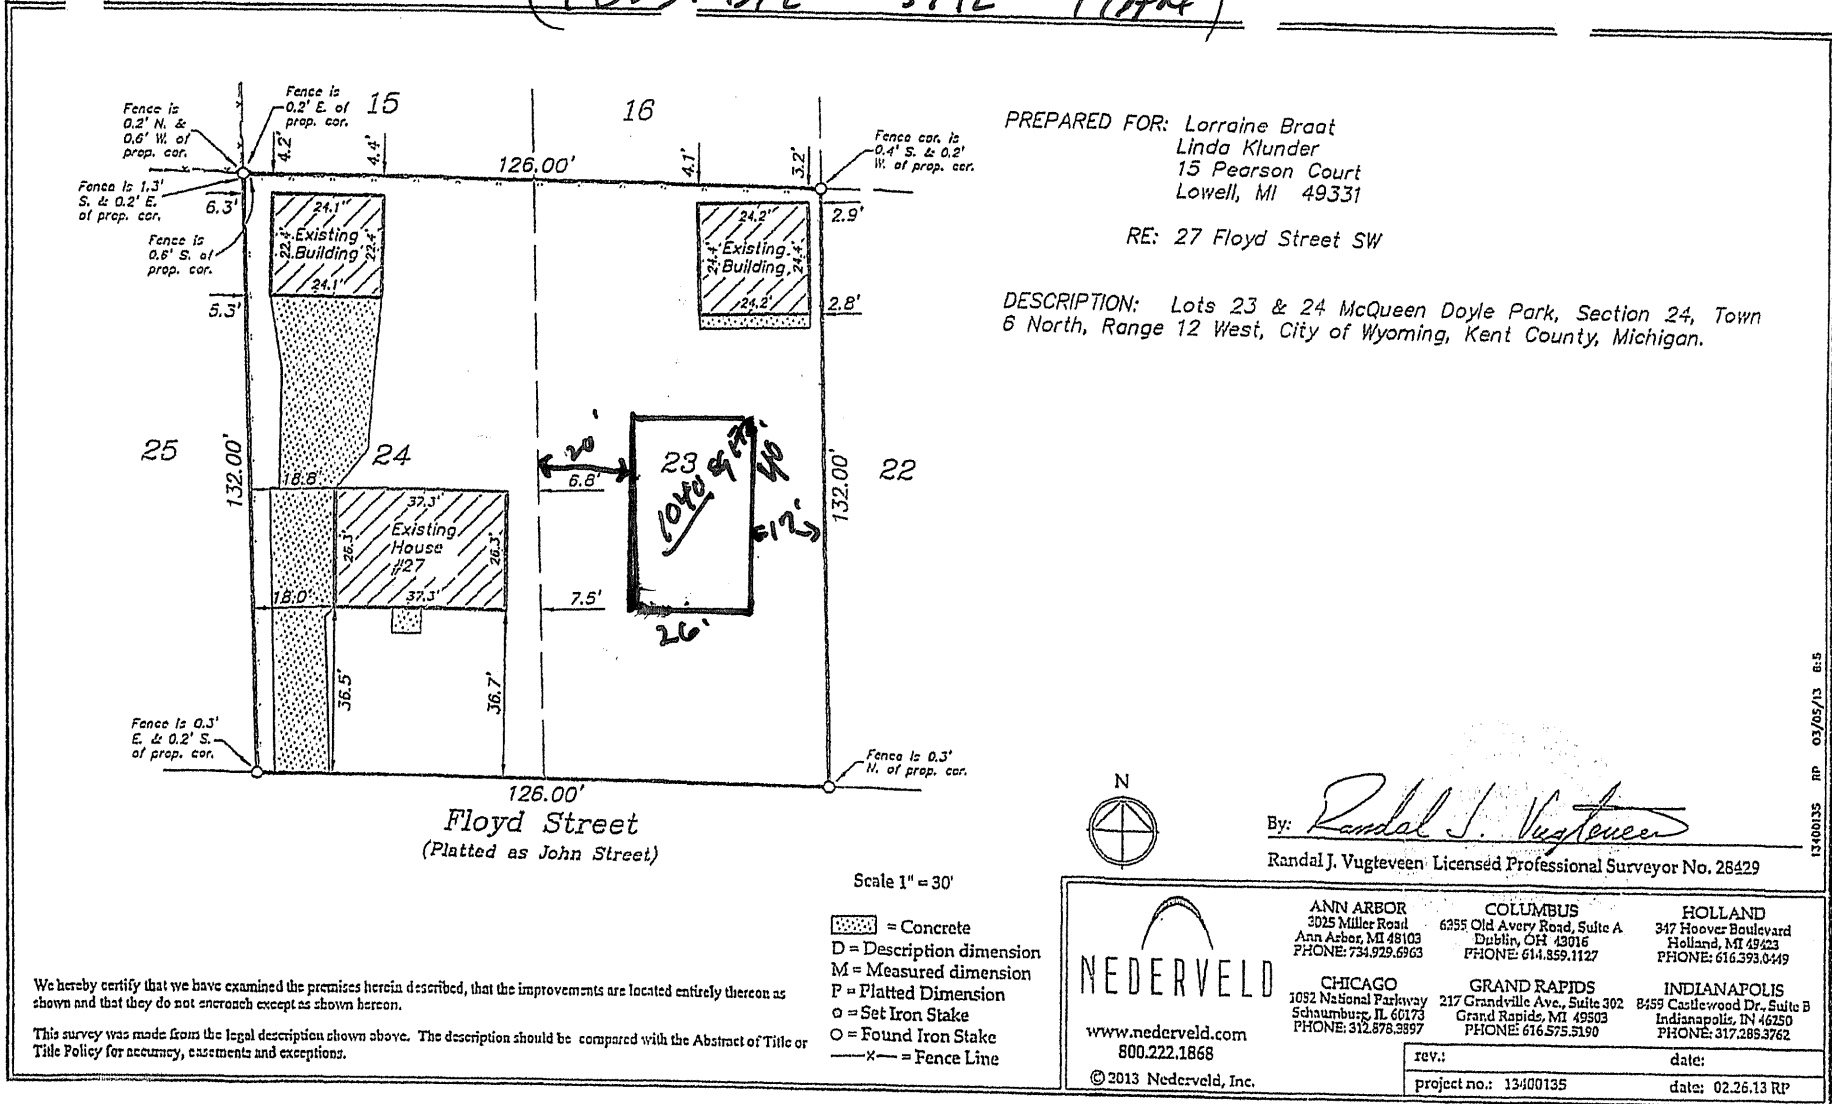 Fence is
0.2' N. &
0.6' W. of
prop. cor.
Fence is
0.2' E. of
prop. cor.
15
16
4.2'
4.4'
126.00'
4.1'
3.2'
Fence cor. is
0.4' S. & 0.2'
W. of prop. cor.
Fence is 1.3'
S. & 0.2' E.
of prop. cor.
6.3'
Fence is
0.6' S. of
prop. cor.
24.1'
22.4'
Existing
Building
22.4'
24.1'
5.3'
24.2'
24.4'
Existing
Building
24.4'
24.2'
2.9'
2.8'
PREPARED FOR: Lorraine Braat
Linda Klunder
15 Pearson Court
Lowell, MI 49331
RE: 27 Floyd Street SW
DESCRIPTION: Lots 23 & 24 McQueen Doyle Park, Section 24, Town
6 North, Range 12 West, City of Wyoming, Kent County, Michigan.
25
132.00'
24
20'
6.8'
23
1040 sq ft.
40
12'
132.00'
22
18.8'
37.3'
26.3'
Existing
House
#27
26.3'
37.3'
18.0'
7.5'
26'
36.5'
36.7'
Fence is 0.3'
E. & 0.2' S.
of prop. cor.
Fence is 0.3'
N. of prop. cor.
126.00'
Floyd Street
(Platted as John Street)
N
By: Randal J. Vugteveen
Randal J. Vugteveen Licensed Professional Surveyor No. 28429
13400135 RP 03/05/13 8:5
Scale 1" = 30'
= Concrete
D = Description dimension
M = Measured dimension
P = Platted Dimension
= Set Iron Stake
= Found Iron Stake
—x— = Fence Line
We hereby certify that we have examined the premises herein described, that the improvements are located entirely thereon as
shown and that they do not encroach except as shown hereon.
This survey was made from the legal description shown above. The description should be compared with the Abstract of Title or
Title Policy for accuracy, easements and exceptions.
NEDERVELD
www.nederveld.com
800.222.1868
© 2013 Nederveld, Inc.
ANN ARBOR
3025 Miller Road
Ann Arbor, MI 48103
PHONE: 734.929.6963
COLUMBUS
6355 Old Avery Road, Suite A
Dublin, OH 43016
PHONE: 614.859.1127
HOLLAND
347 Hoover Boulevard
Holland, MI 49423
PHONE: 616.393.0449
CHICAGO
1052 National Parkway
Schaumburg, IL 60173
PHONE: 312.878.3897
GRAND RAPIDS
217 Grandville Ave., Suite 302
Grand Rapids, MI 49503
PHONE: 616.575.5190
INDIANAPOLIS
8459 Castlewood Dr., Suite B
Indianapolis, IN 46250
PHONE: 317.285.3762
rev.: date:
project no.: 13400135 date: 02.26.13 RP